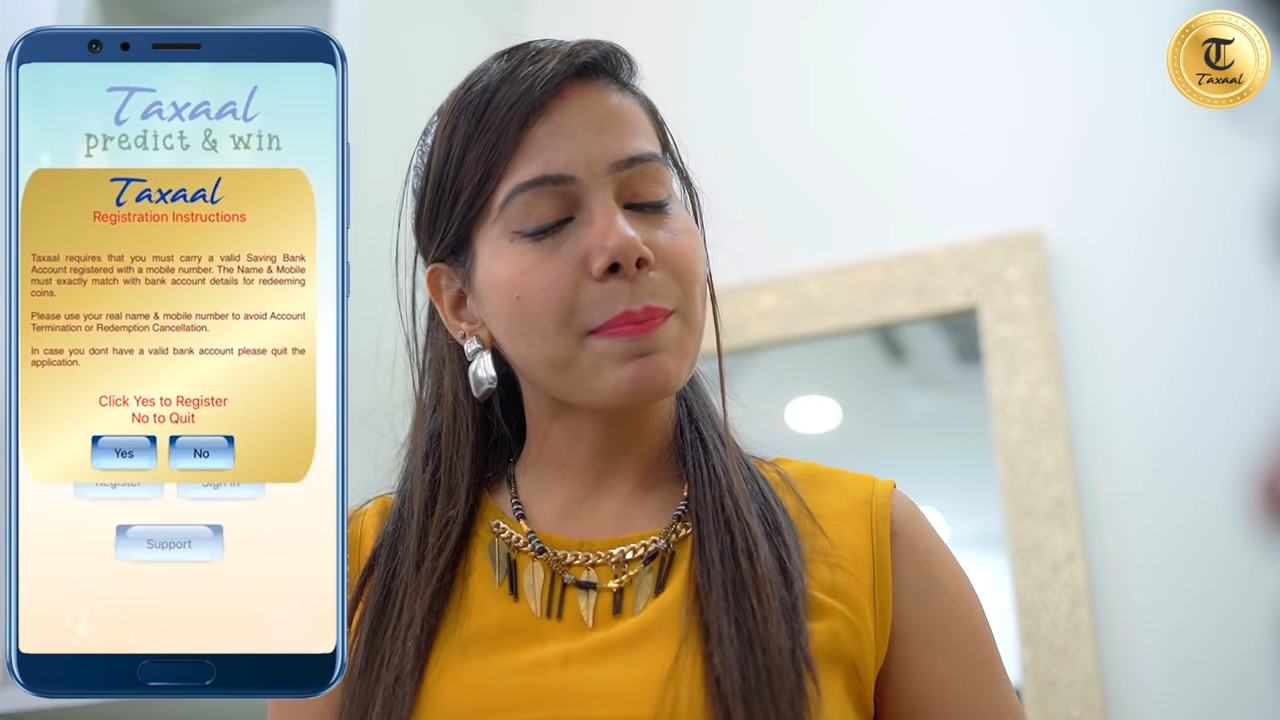 Taxaal
predict & win
Taxaal
Registration Instructions
Taxaal requires that you must carry a valid Saving Bank
Account registered with a mobile number. The Name & Mobile
must exactly match with bank account details for redeeming
coins.
Please use your real name & mobile number to avoid Account
Termination or Redemption Cancellation.
In case you dont have a valid bank account please quit the
application.
Click Yes to Register
No to Quit
Yes No
Register Sign in
Support
T
Taxaal